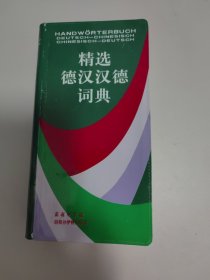 HANDWÖRTERBUCH
DEUTSCH-CHINESISCH
CHINESISCH-DEUTSCH
精选
德汉汉德
词典